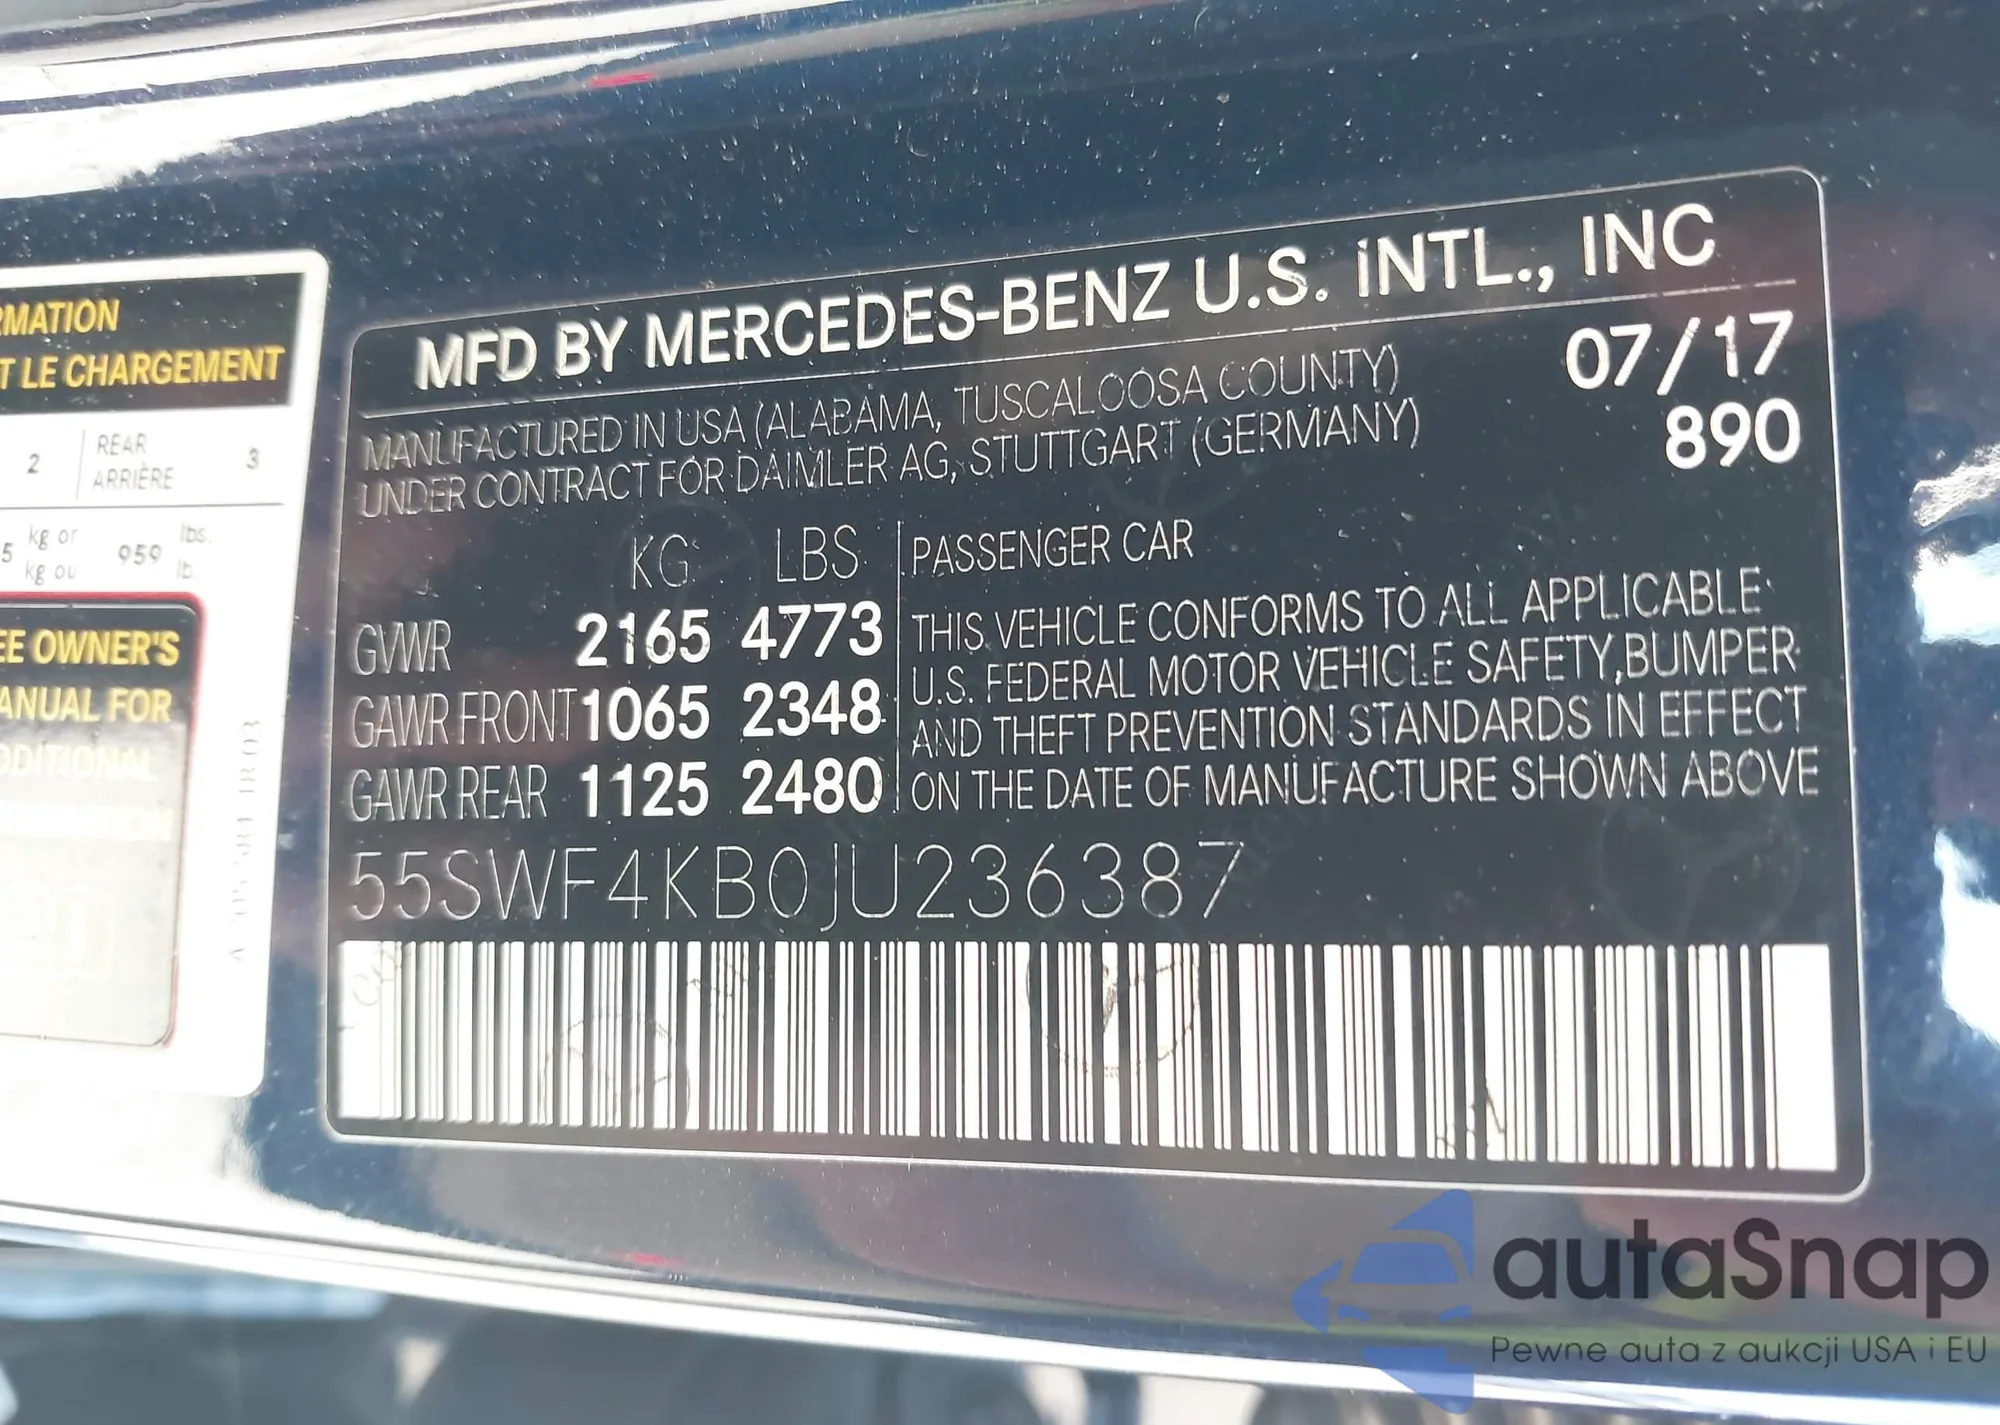 RMATION
T LE CHARGEMENT
2
REAR
ARRIÈRE
3
5
kg or
kg ou
959
lbs.
lb.
EE OWNER'S
ANUAL FOR
DDITIONAL
MFD BY MERCEDES-BENZ U.S. iNTL., INC
MANUFACTURED IN USA (ALABAMA, TUSCALOOSA COUNTY)
UNDER CONTRACT FOR DAIMLER AG, STUTTGART (GERMANY)
07/17
890
KG LBS
GVWR 2165 4773
GAWR FRONT 1065 2348
GAWR REAR 1125 2480
PASSENGER CAR
THIS VEHICLE CONFORMS TO ALL APPLICABLE
U.S. FEDERAL MOTOR VEHICLE SAFETY, BUMPER
AND THEFT PREVENTION STANDARDS IN EFFECT
ON THE DATE OF MANUFACTURE SHOWN ABOVE
55SWF4KB0JU236387
autaSnap
Pewne auta z aukcji USA i EU